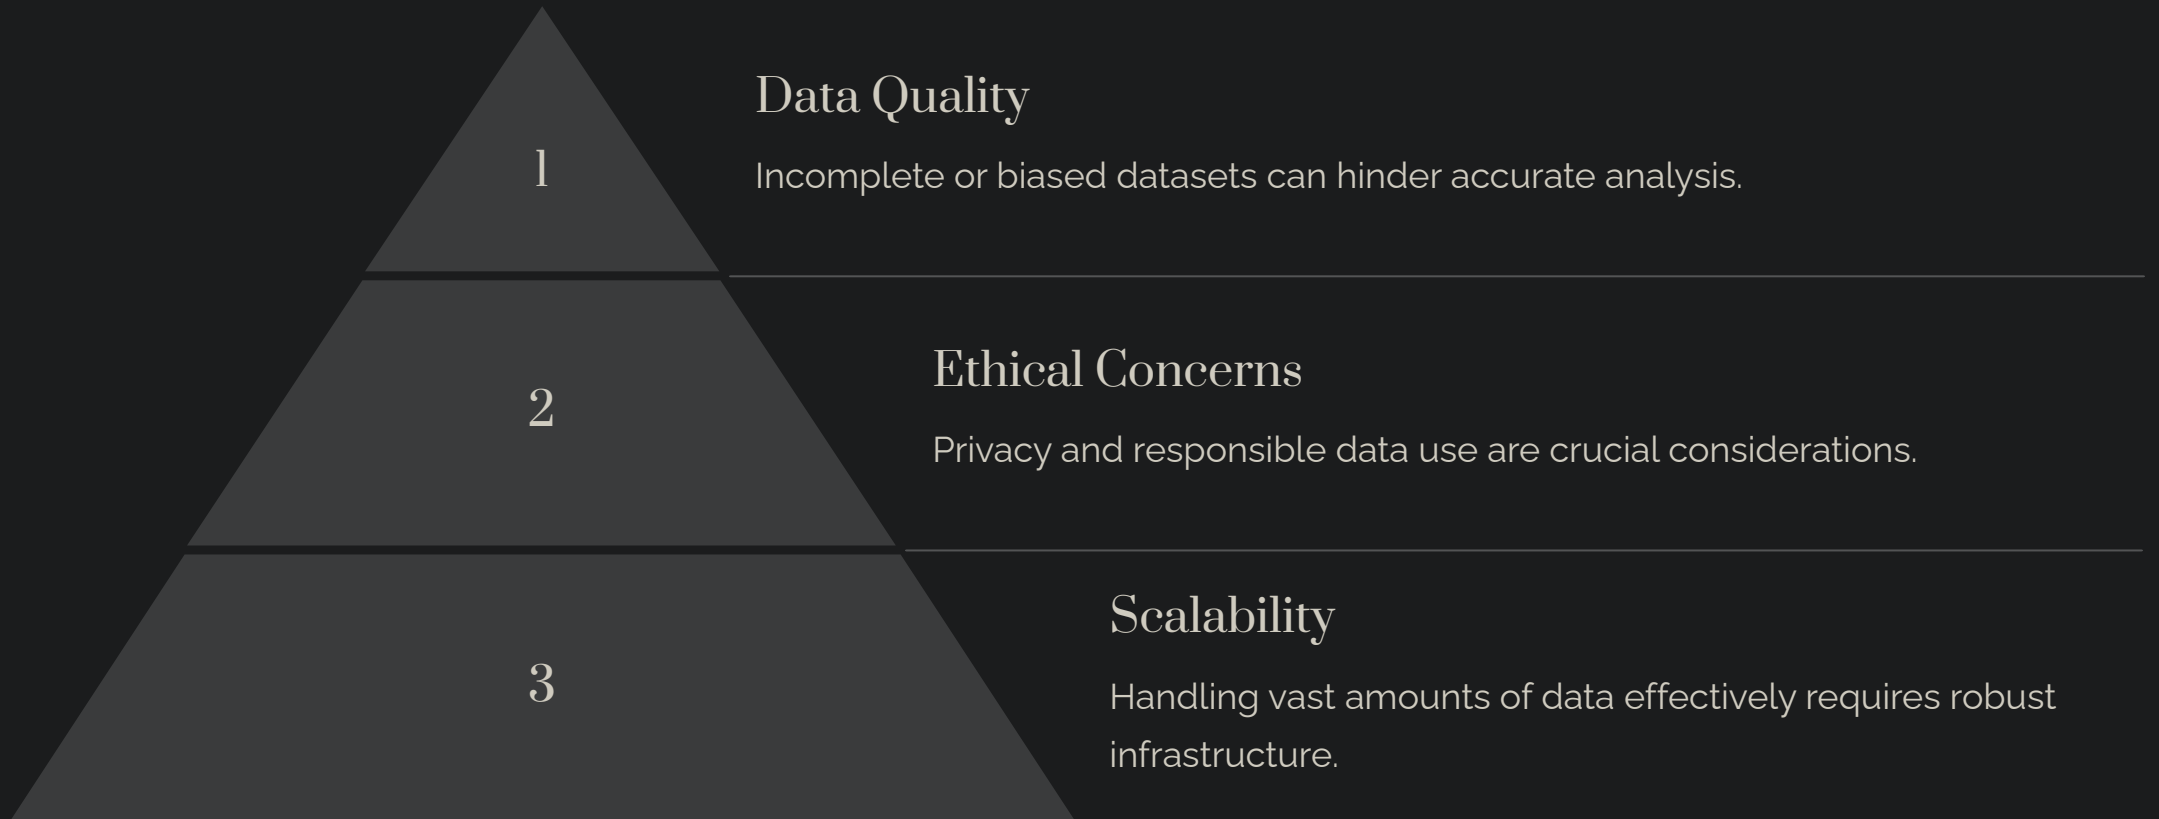 Data Quality
1
Incomplete or biased datasets can hinder accurate analysis.
Ethical Concerns
2
Privacy and responsible data use are crucial considerations.
Scalability
3
Handling vast amounts of data effectively requires robust
infrastructure.